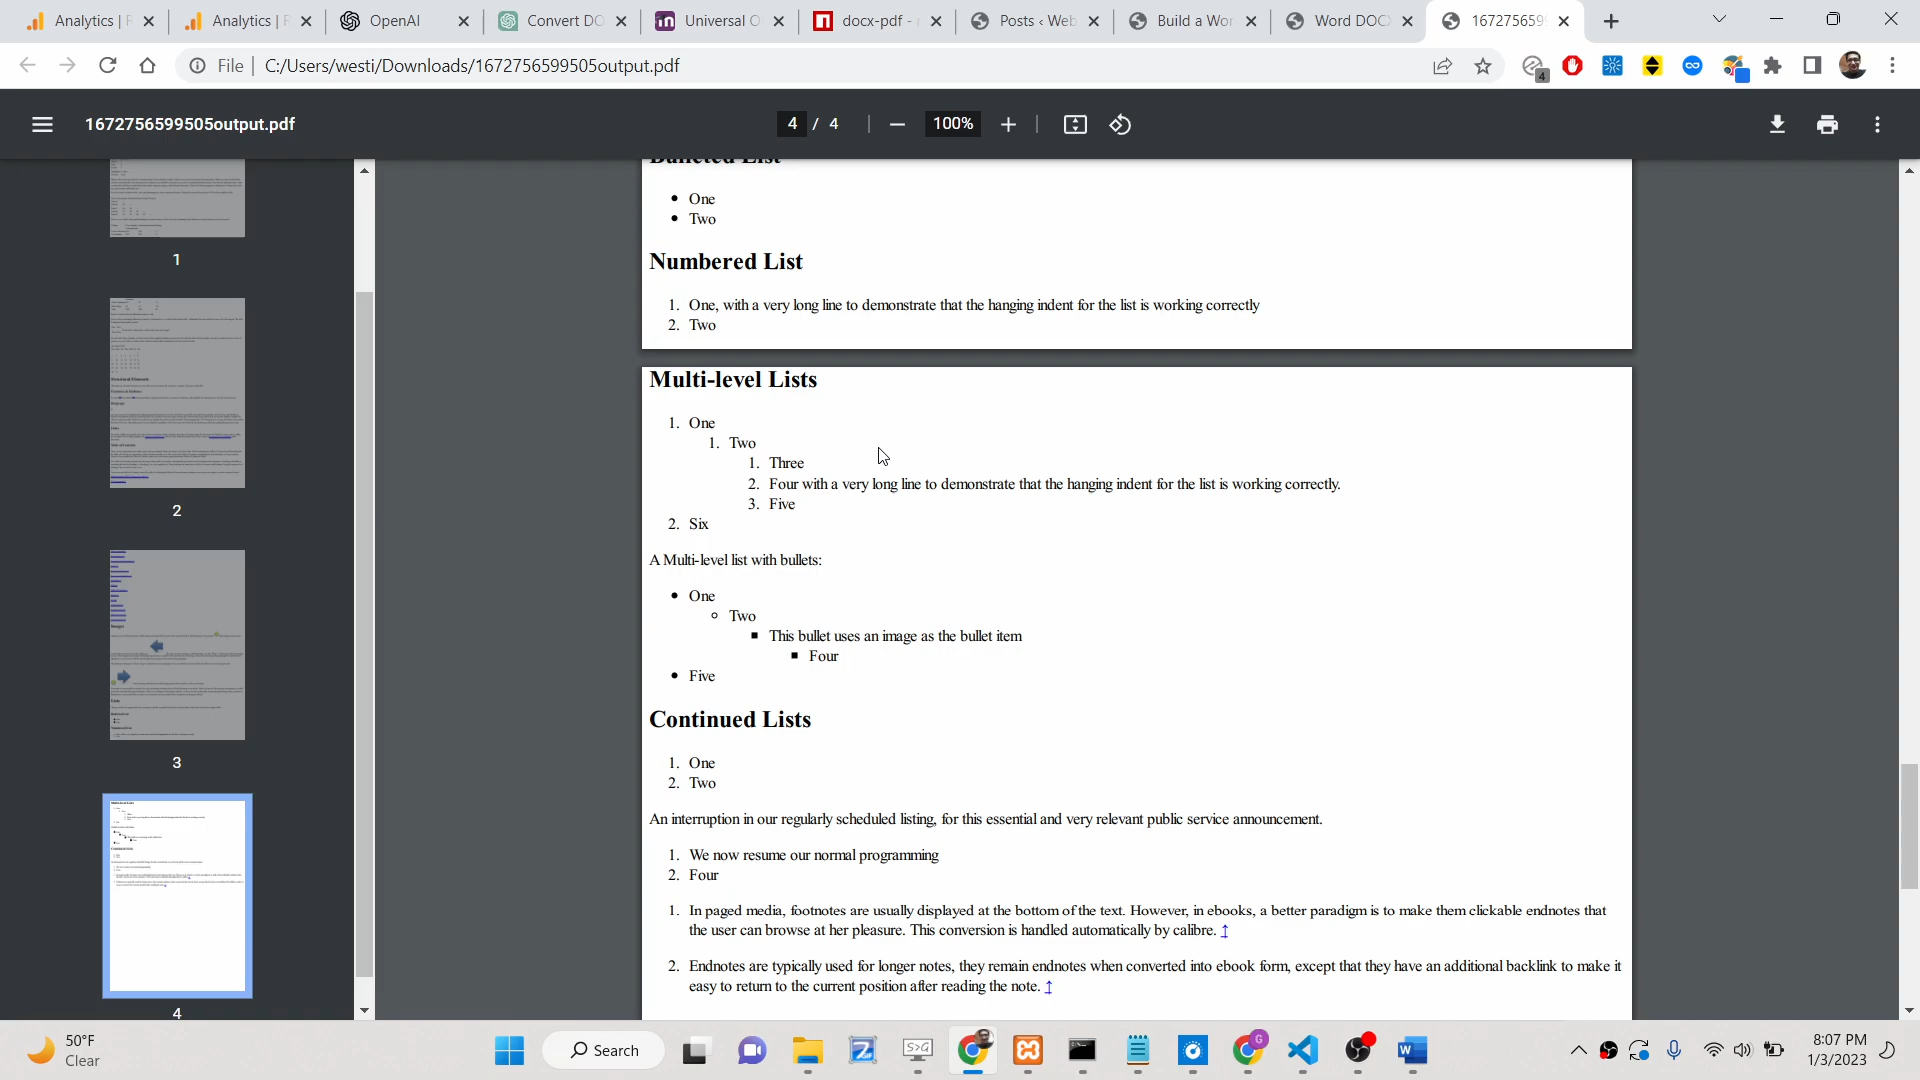 Analytics | F
Analytics | F
OpenAI
Convert DO
Universal O
docx-pdf -
Posts ‹ Web
Build a Wor
Word DOC
167275659
File
C:/Users/westi/Downloads/1672756599505output.pdf
4
1672756599505output.pdf
4 / 4
100%
1
2
3
4
Bulleted List
• One
• Two
Numbered List
1. One, with a very long line to demonstrate that the hanging indent for the list is working correctly
2. Two
Multi-level Lists
1. One
1. Two
1. Three
2. Four with a very long line to demonstrate that the hanging indent for the list is working correctly.
3. Five
2. Six
A Multi-level list with bullets:
• One
◦ Two
▪ This bullet uses an image as the bullet item
▪ Four
• Five
Continued Lists
1. One
2. Two
An interruption in our regularly scheduled listing, for this essential and very relevant public service announcement.
1. We now resume our normal programming
2. Four
1. In paged media, footnotes are usually displayed at the bottom of the text. However, in ebooks, a better paradigm is to make them clickable endnotes that
the user can browse at her pleasure. This conversion is handled automatically by calibre. ↥
2. Endnotes are typically used for longer notes, they remain endnotes when converted into ebook form, except that they have an additional backlink to make it
easy to return to the current position after reading the note. ↥
50°F
Clear
Search
S>G
G
8:07 PM
1/3/2023